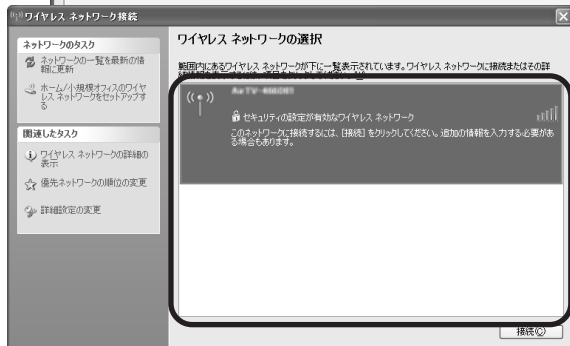 ワイヤレス ネットワーク接続
ネットワークのタスク
ネットワークの一覧を最新の情
報に更新
ホーム/小規模オフィスのワイヤ
レス ネットワークをセットアップす
る
関連したタスク
ワイヤレス ネットワークの詳細の
表示
優先ネットワークの順位の変更
詳細設定の変更
ワイヤレス ネットワークの選択
範囲内にあるワイヤレス ネットワークが下に一覧表示されています。ワイヤレス ネットワークに接続またはその詳
セキュリティの設定が有効なワイヤレス ネットワーク
このネットワークに接続するには、[接続] をクリックしてください。追加の情報を入力する必要があ
る場合もあります。
接続(C)